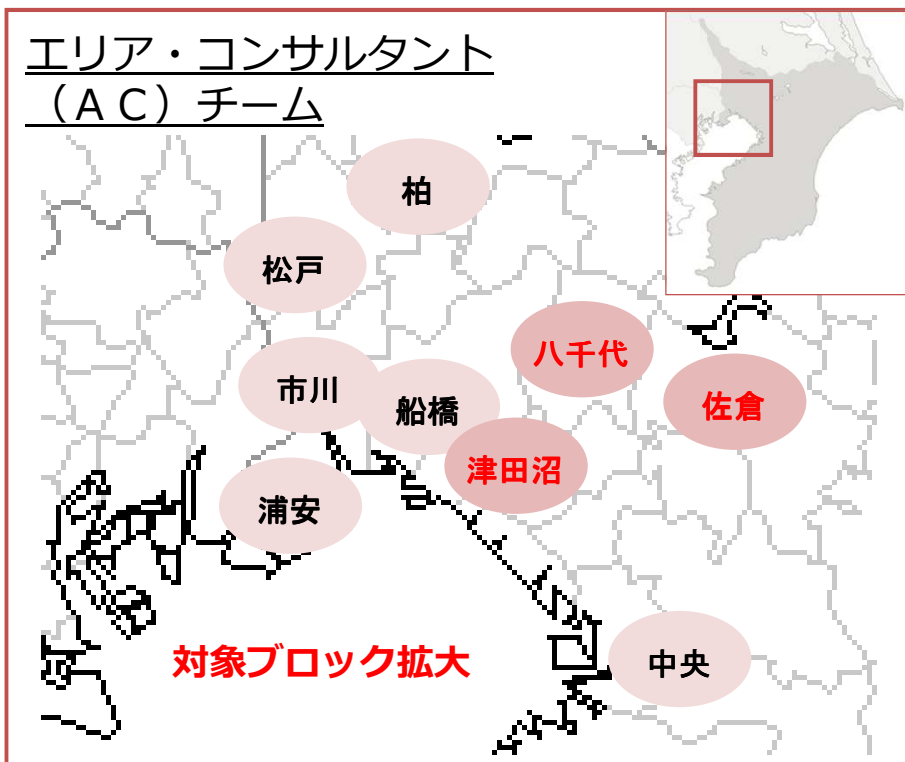 エリア・コンサルタント
（ＡＣ）チーム
柏
松戸
八千代
市川
船橋
佐倉
津田沼
浦安
対象ブロック拡大
中央